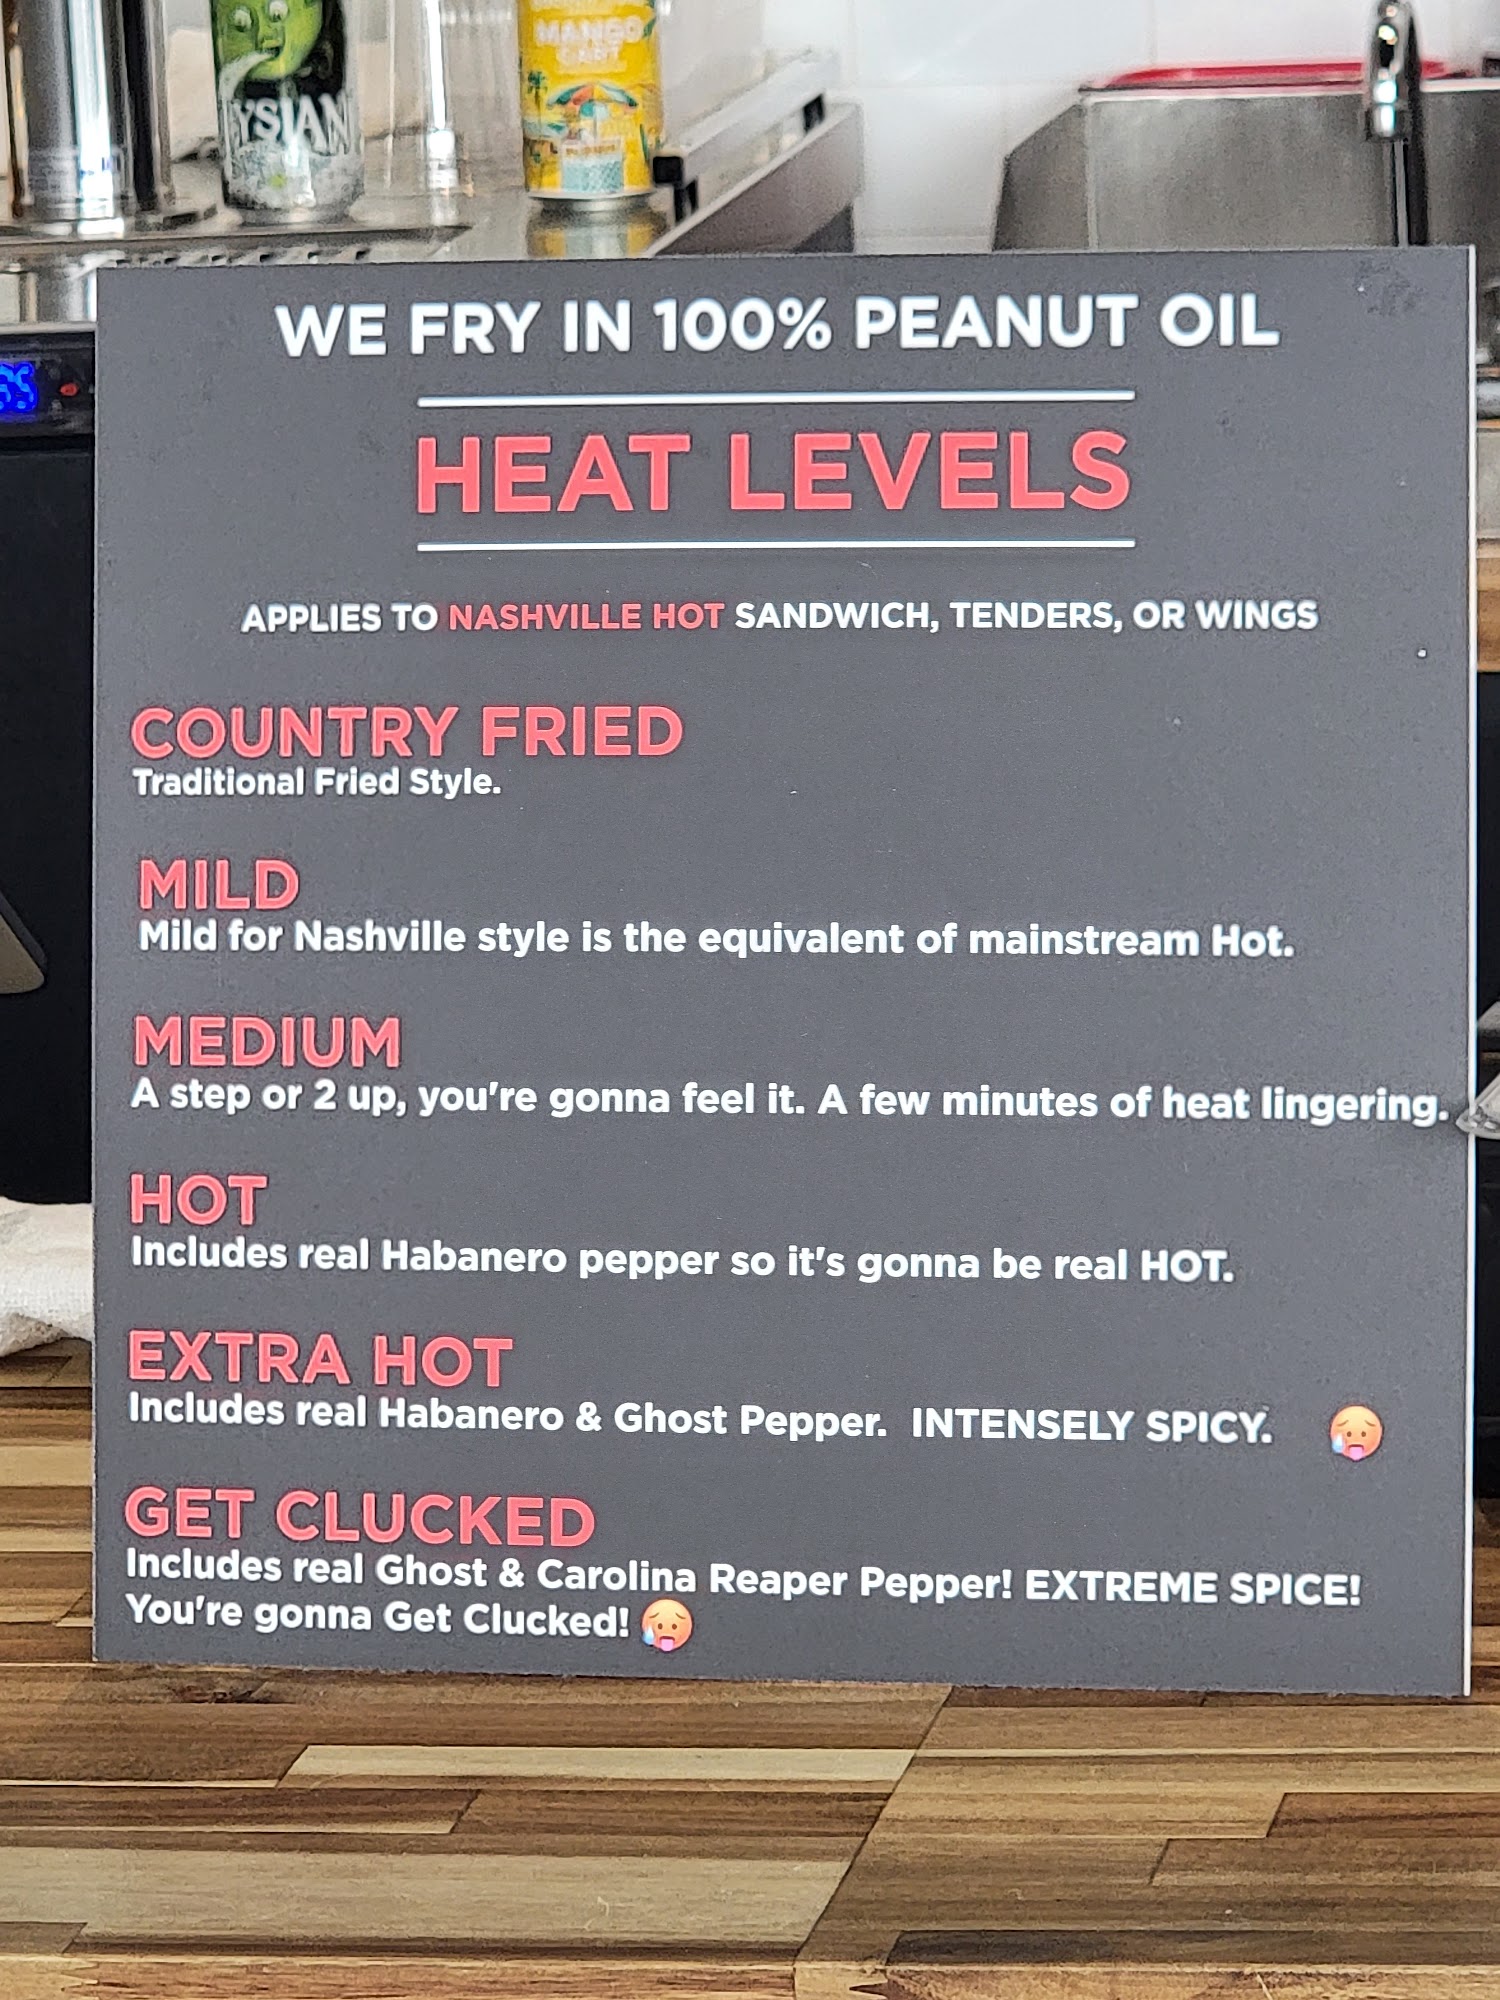 YSIAN
MANGO
CART
WE FRY IN 100% PEANUT OIL
HEAT LEVELS
APPLIES TO NASHVILLE HOT SANDWICH, TENDERS, OR WINGS
COUNTRY FRIED
Traditional Fried Style.
MILD
Mild for Nashville style is the equivalent of mainstream Hot.
MEDIUM
A step or 2 up, you're gonna feel it. A few minutes of heat lingering.
HOT
Includes real Habanero pepper so it's gonna be real HOT.
EXTRA HOT
Includes real Habanero & Ghost Pepper. INTENSELY SPICY. 🥵
GET CLUCKED
Includes real Ghost & Carolina Reaper Pepper! EXTREME SPICE!
You're gonna Get Clucked! 🥵